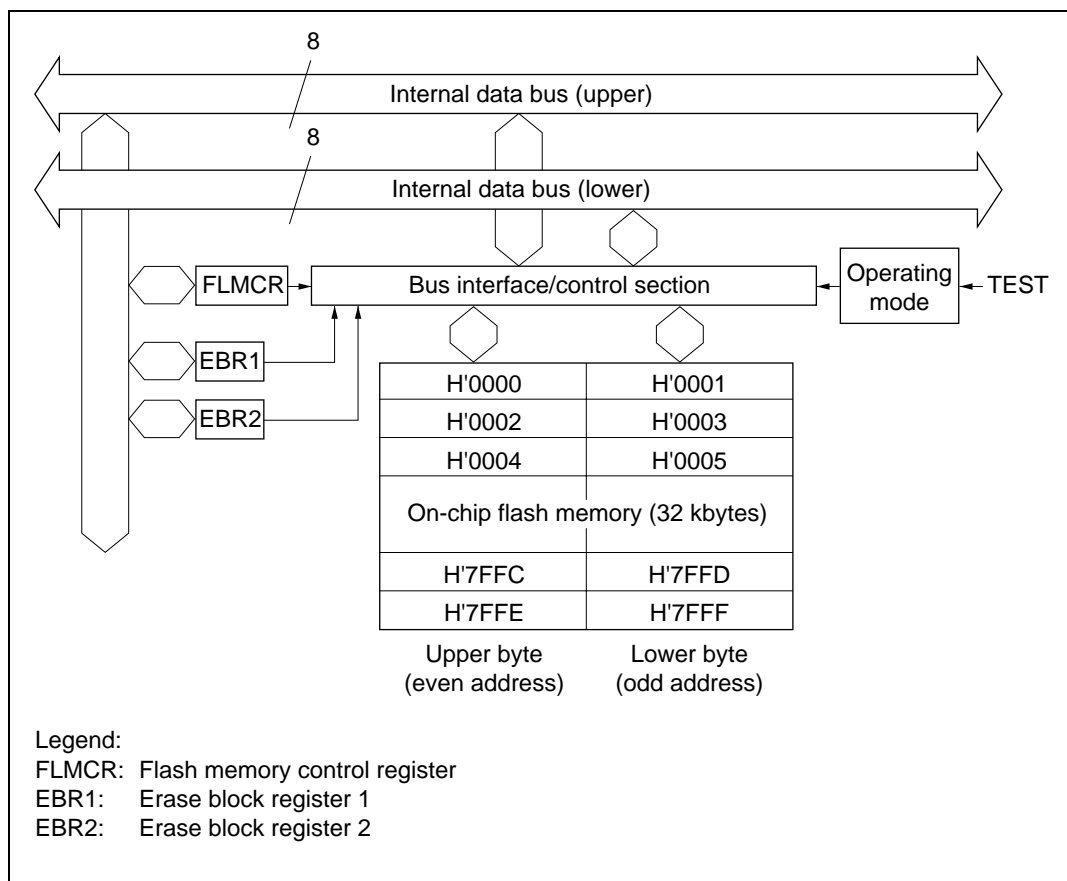 8
Internal data bus (upper)
8
Internal data bus (lower)
FLMCR
Bus interface/control section
Operating
mode
TEST
EBR1
EBR2
H'0000 H'0001
H'0002 H'0003
H'0004 H'0005
On-chip flash memory (32 kbytes)
H'7FFC H'7FFD
H'7FFE H'7FFF
Upper byte
(even address)
Lower byte
(odd address)
Legend:
FLMCR: Flash memory control register
EBR1: Erase block register 1
EBR2: Erase block register 2